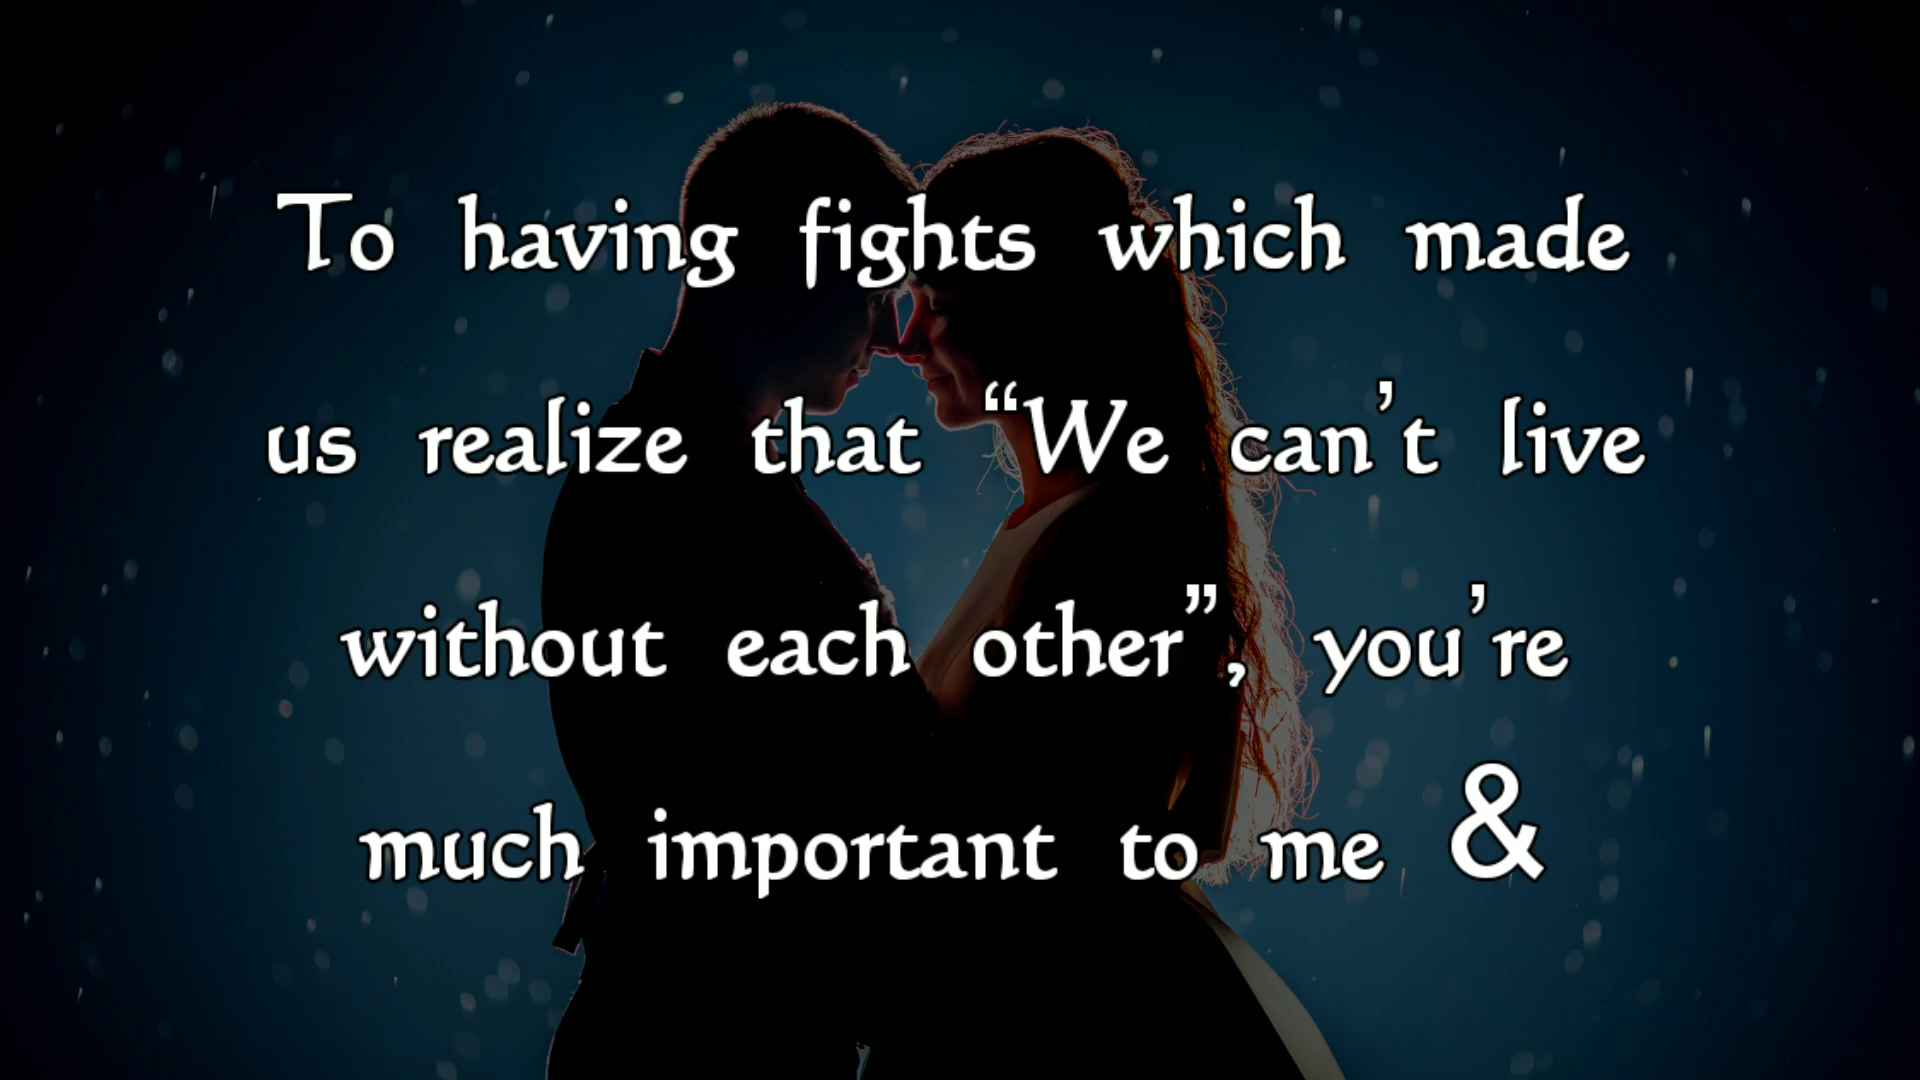 To having fights which made
us realize that “We can’t live
without each other”, you’re
much important to me &